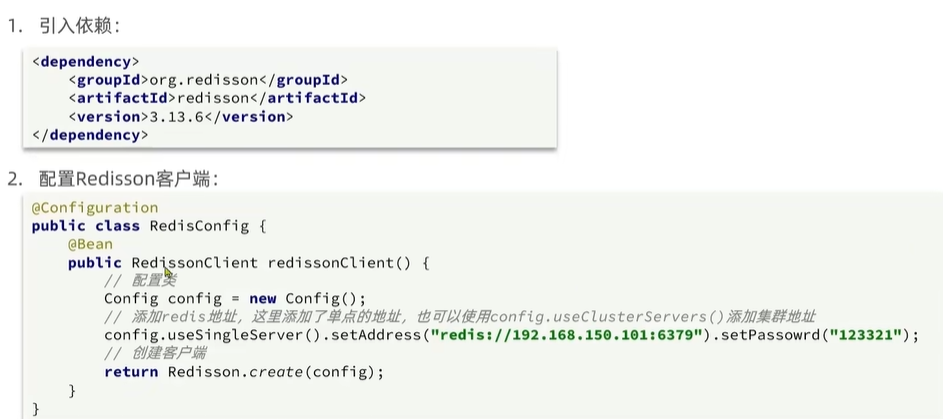 1. 引入依赖：
<dependency>
    <groupId>org.redisson</groupId>
    <artifactId>redisson</artifactId>
    <version>3.13.6</version>
</dependency>
2. 配置Redisson客户端：
@Configuration
public class RedisConfig {
    @Bean
    public RedissonClient redissonClient() {
        // 配置类
        Config config = new Config();
        // 添加redis地址，这里添加了单点的地址，也可以使用config.useClusterServers()添加集群地址
        config.useSingleServer().setAddress("redis://192.168.150.101:6379").setPassowrd("123321");
        // 创建客户端
        return Redisson.create(config);
    }
}